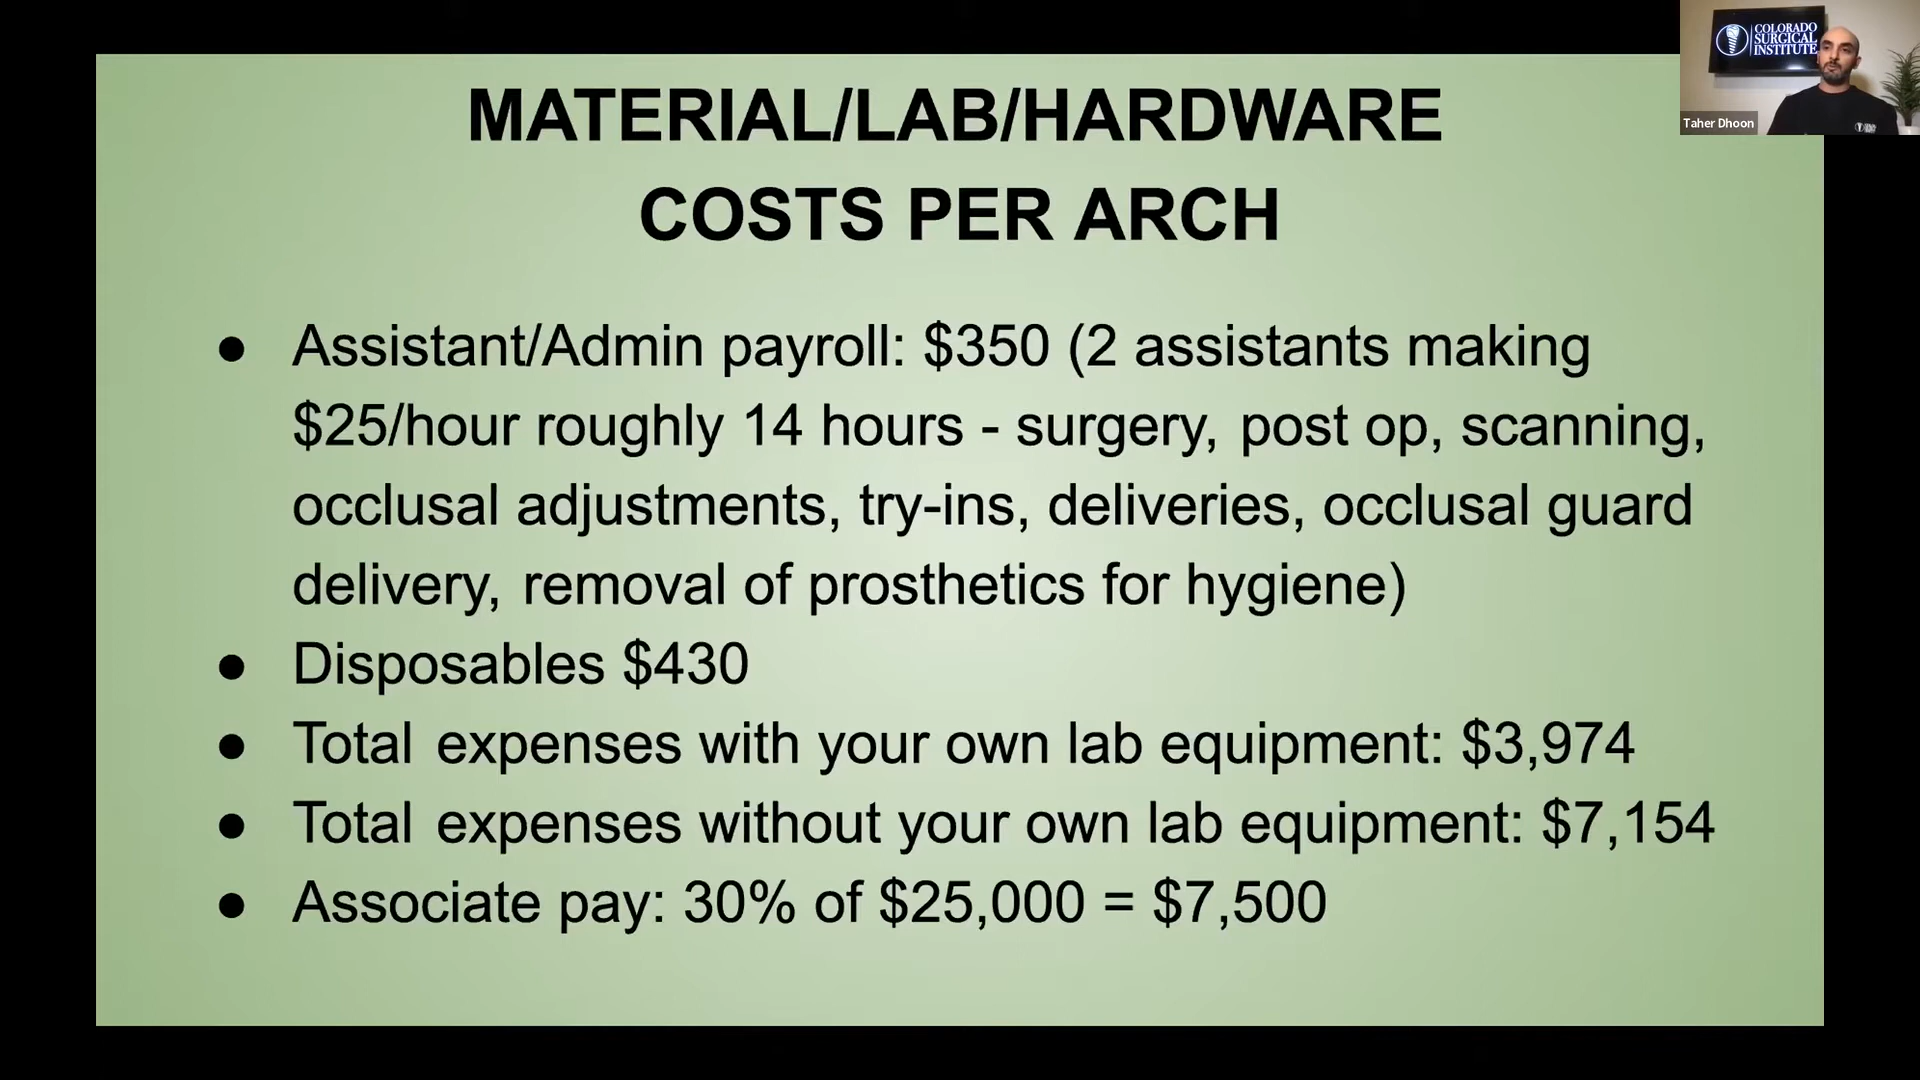 COLORADO
SURGICAL
INSTITUTE
Taher Dhoon
MATERIAL/LAB/HARDWARE
COSTS PER ARCH
● Assistant/Admin payroll: $350 (2 assistants making
$25/hour roughly 14 hours - surgery, post op, scanning,
occlusal adjustments, try-ins, deliveries, occlusal guard
delivery, removal of prosthetics for hygiene)
● Disposables $430
● Total expenses with your own lab equipment: $3,974
● Total expenses without your own lab equipment: $7,154
● Associate pay: 30% of $25,000 = $7,500